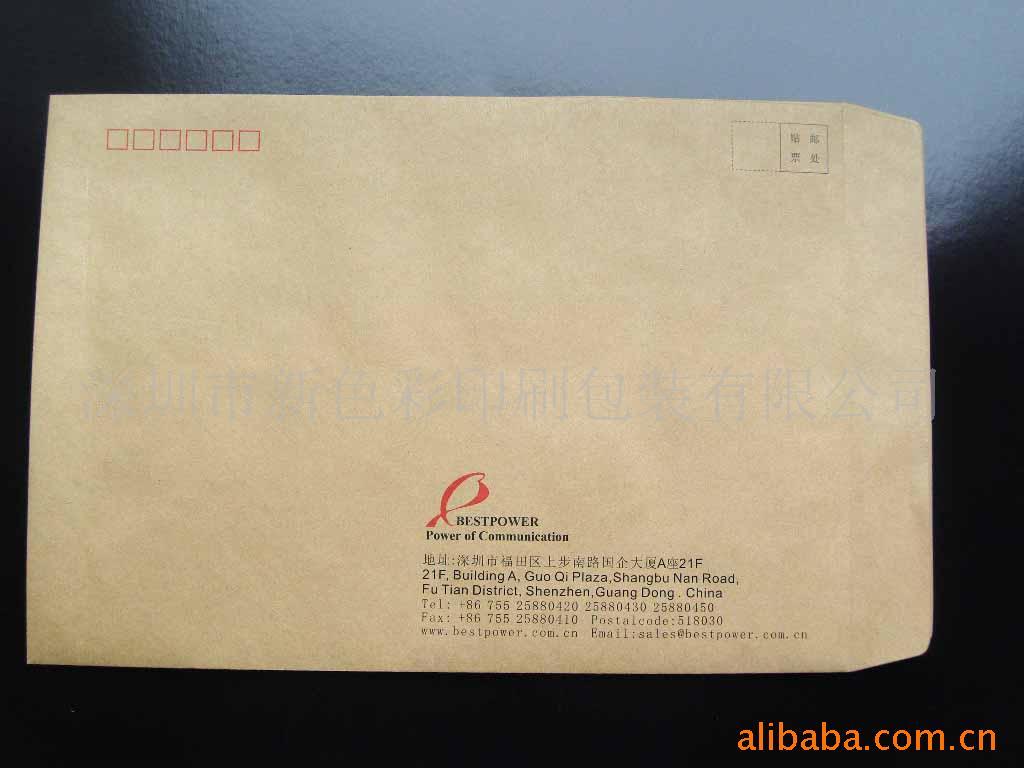 贴 邮
票 处
深圳市新色彩印刷包装有限公司
BESTPOWER
Power of Communication
地址:深圳市福田区上步南路国企大厦A座21F
21F, Building A, Guo Qi Plaza,Shangbu Nan Road,
Fu Tian District, Shenzhen,Guang Dong . China
Tel: +86 755 25880420 25880430 25880450
Fax: +86 755 25880410 Postalcode:518030
www.bestpower.com.cn Email:sales@bestpower.com.cn
alibaba.com.cn